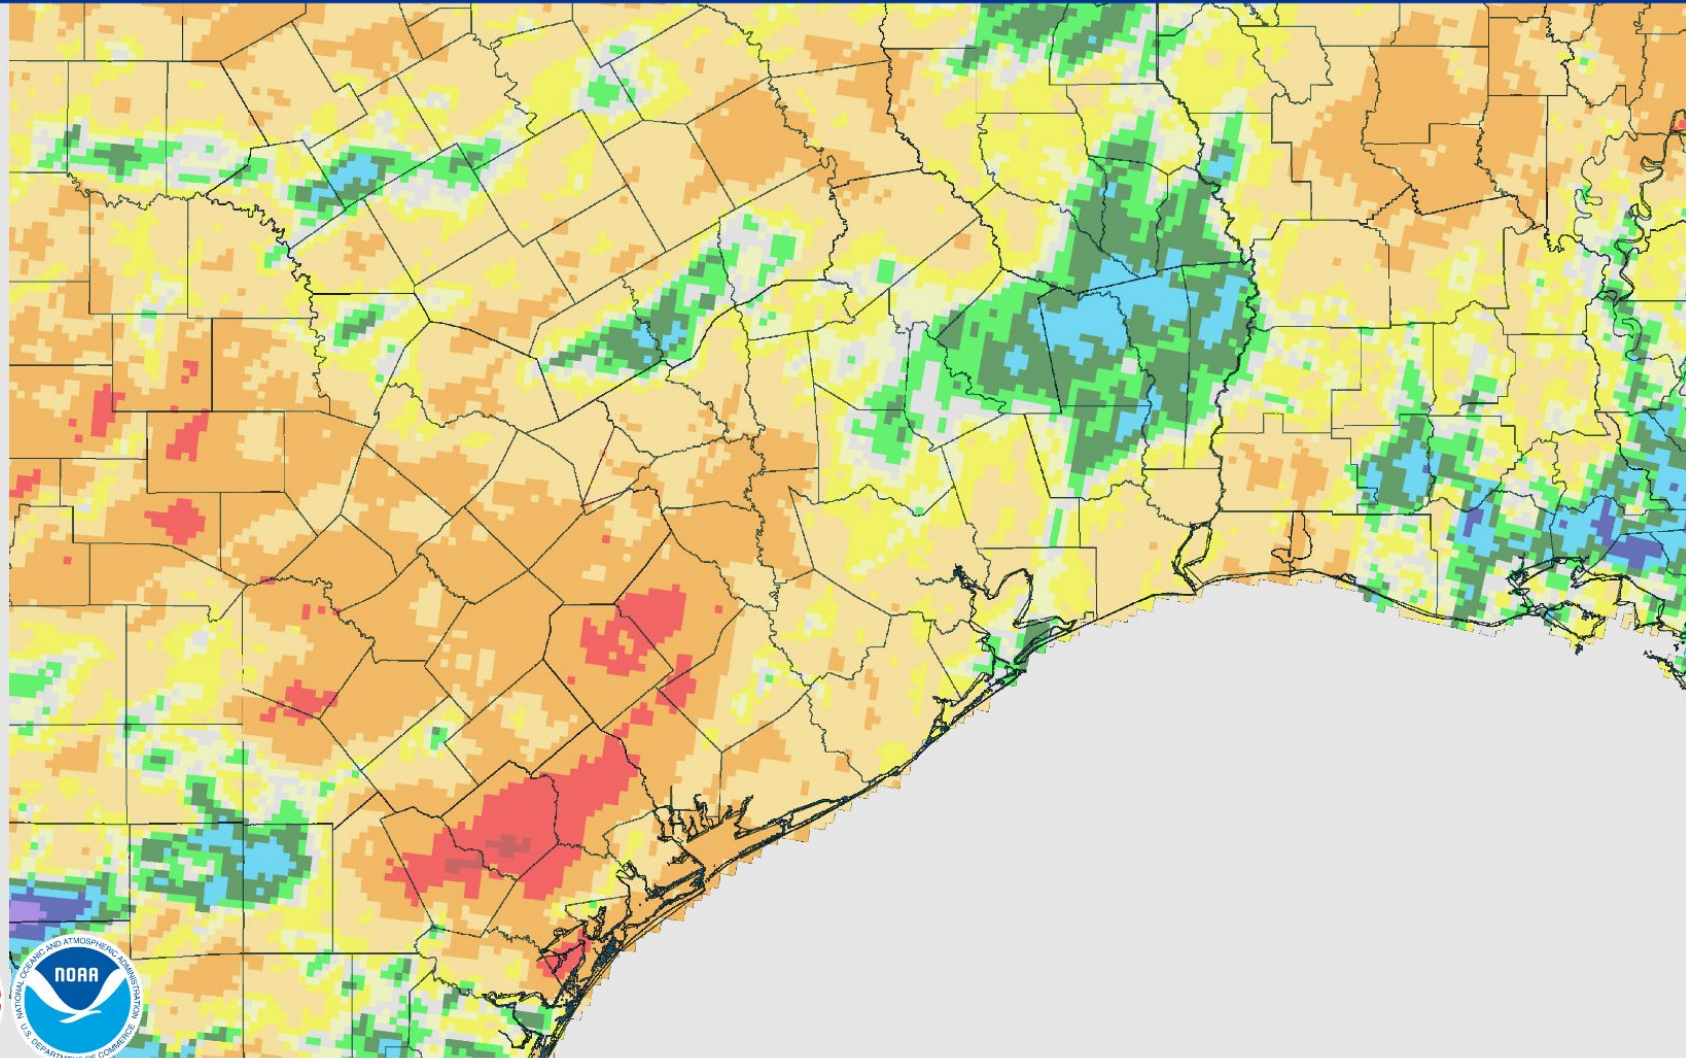 NATIONAL OCEANIC AND ATMOSPHERIC ADMINISTRATION
NOAA
U.S. DEPARTMENT OF COMMERCE